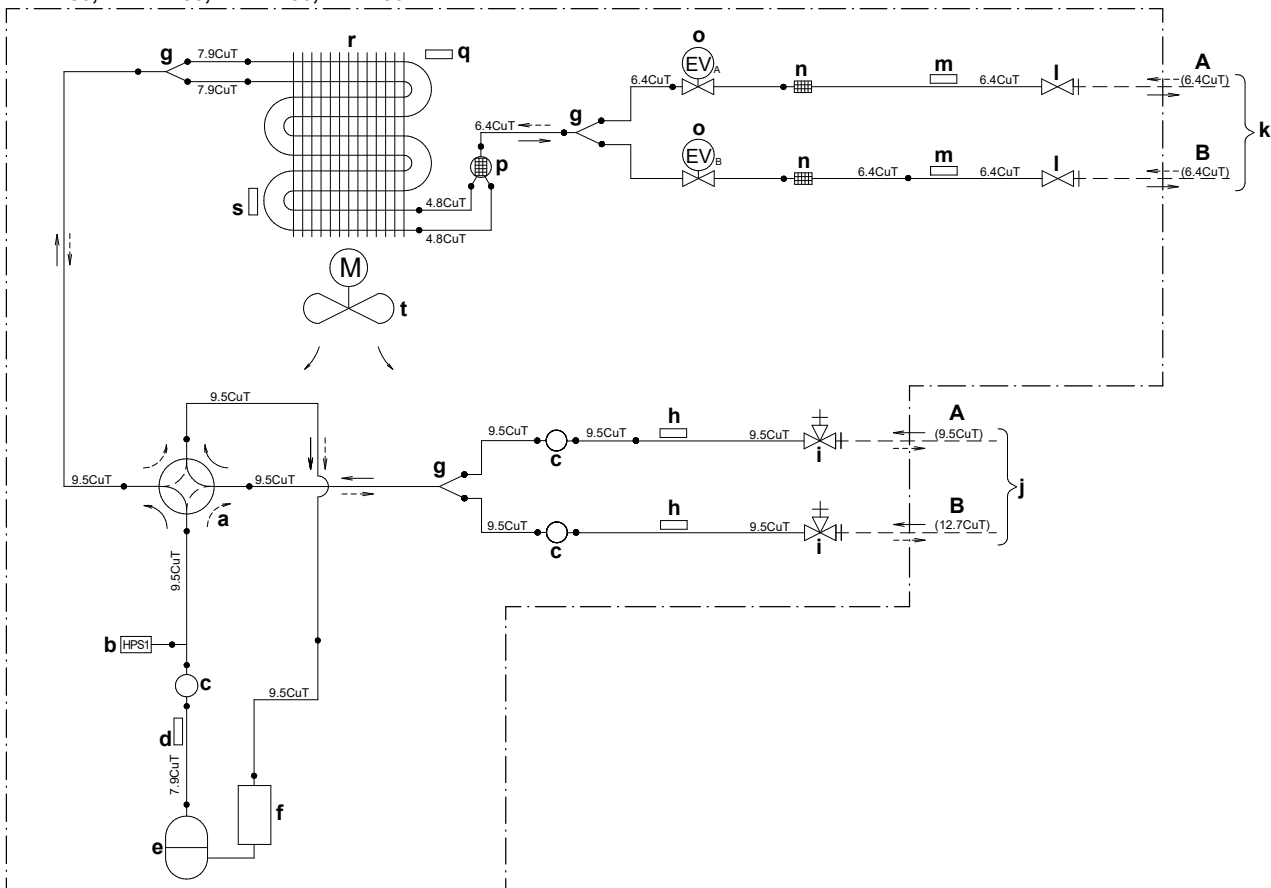 r
q
g
7.9CuT
7.9CuT
o
EVA
6.4CuT
n
m
6.4CuT
l
A
(6.4CuT)
k
6.4CuT
g
p
o
EVB
n
6.4CuT
m
6.4CuT
l
B
(6.4CuT)
s
4.8CuT
4.8CuT
M
t
9.5CuT
9.5CuT
a
g
9.5CuT
c
9.5CuT
h
9.5CuT
i
A
(9.5CuT)
j
9.5CuT
c
h
9.5CuT
i
B
(12.7CuT)
9.5CuT
9.5CuT
b
HPS1
c
9.5CuT
d
7.9CuT
f
e